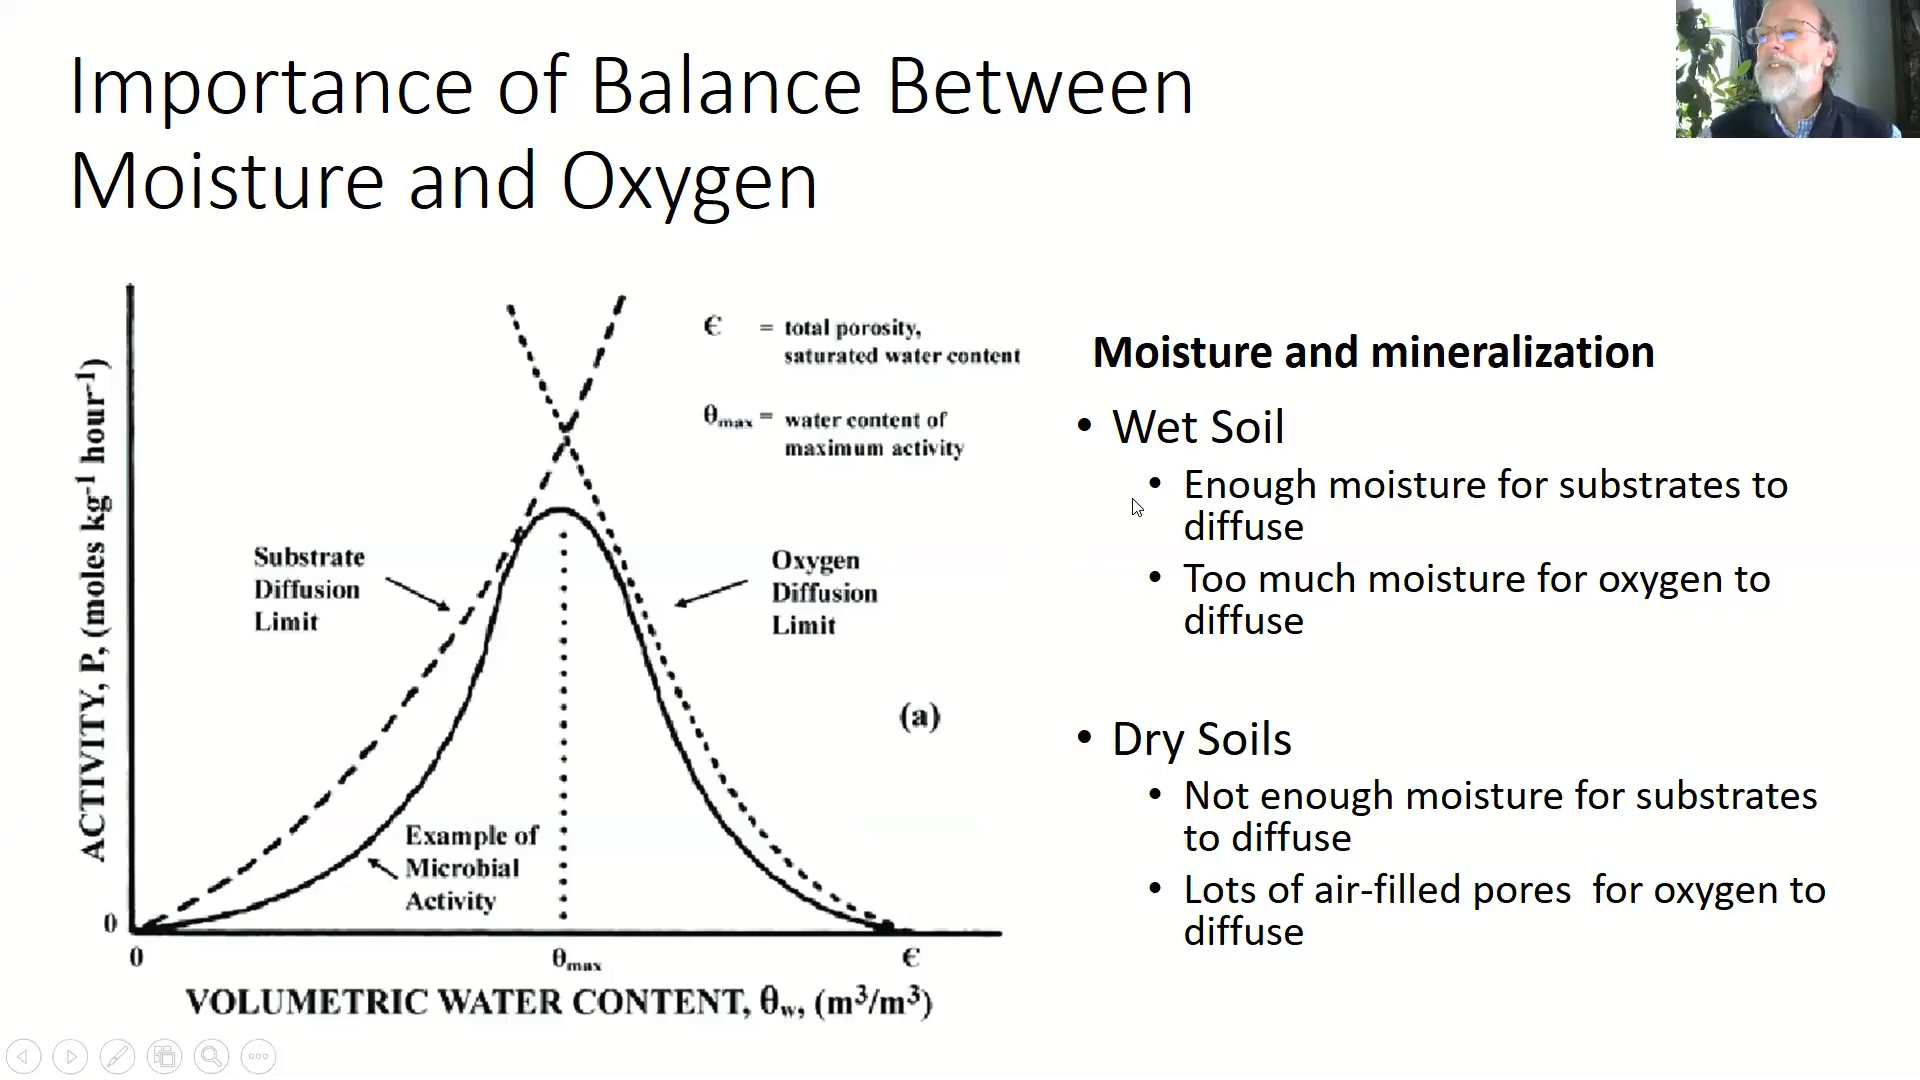 Importance of Balance Between
Moisture and Oxygen
ACTIVITY, P, (moles kg⁻¹ hour⁻¹)
Є = total porosity,
saturated water content
θmax = water content of
maximum activity
Substrate
Diffusion
Limit
Oxygen
Diffusion
Limit
(a)
Example of
Microbial
Activity
0
0
θmax
Є
VOLUMETRIC WATER CONTENT, θw, (m³/m³)
Moisture and mineralization
• Wet Soil
• Enough moisture for substrates to
diffuse
• Too much moisture for oxygen to
diffuse
• Dry Soils
• Not enough moisture for substrates
to diffuse
• Lots of air-filled pores for oxygen to
diffuse